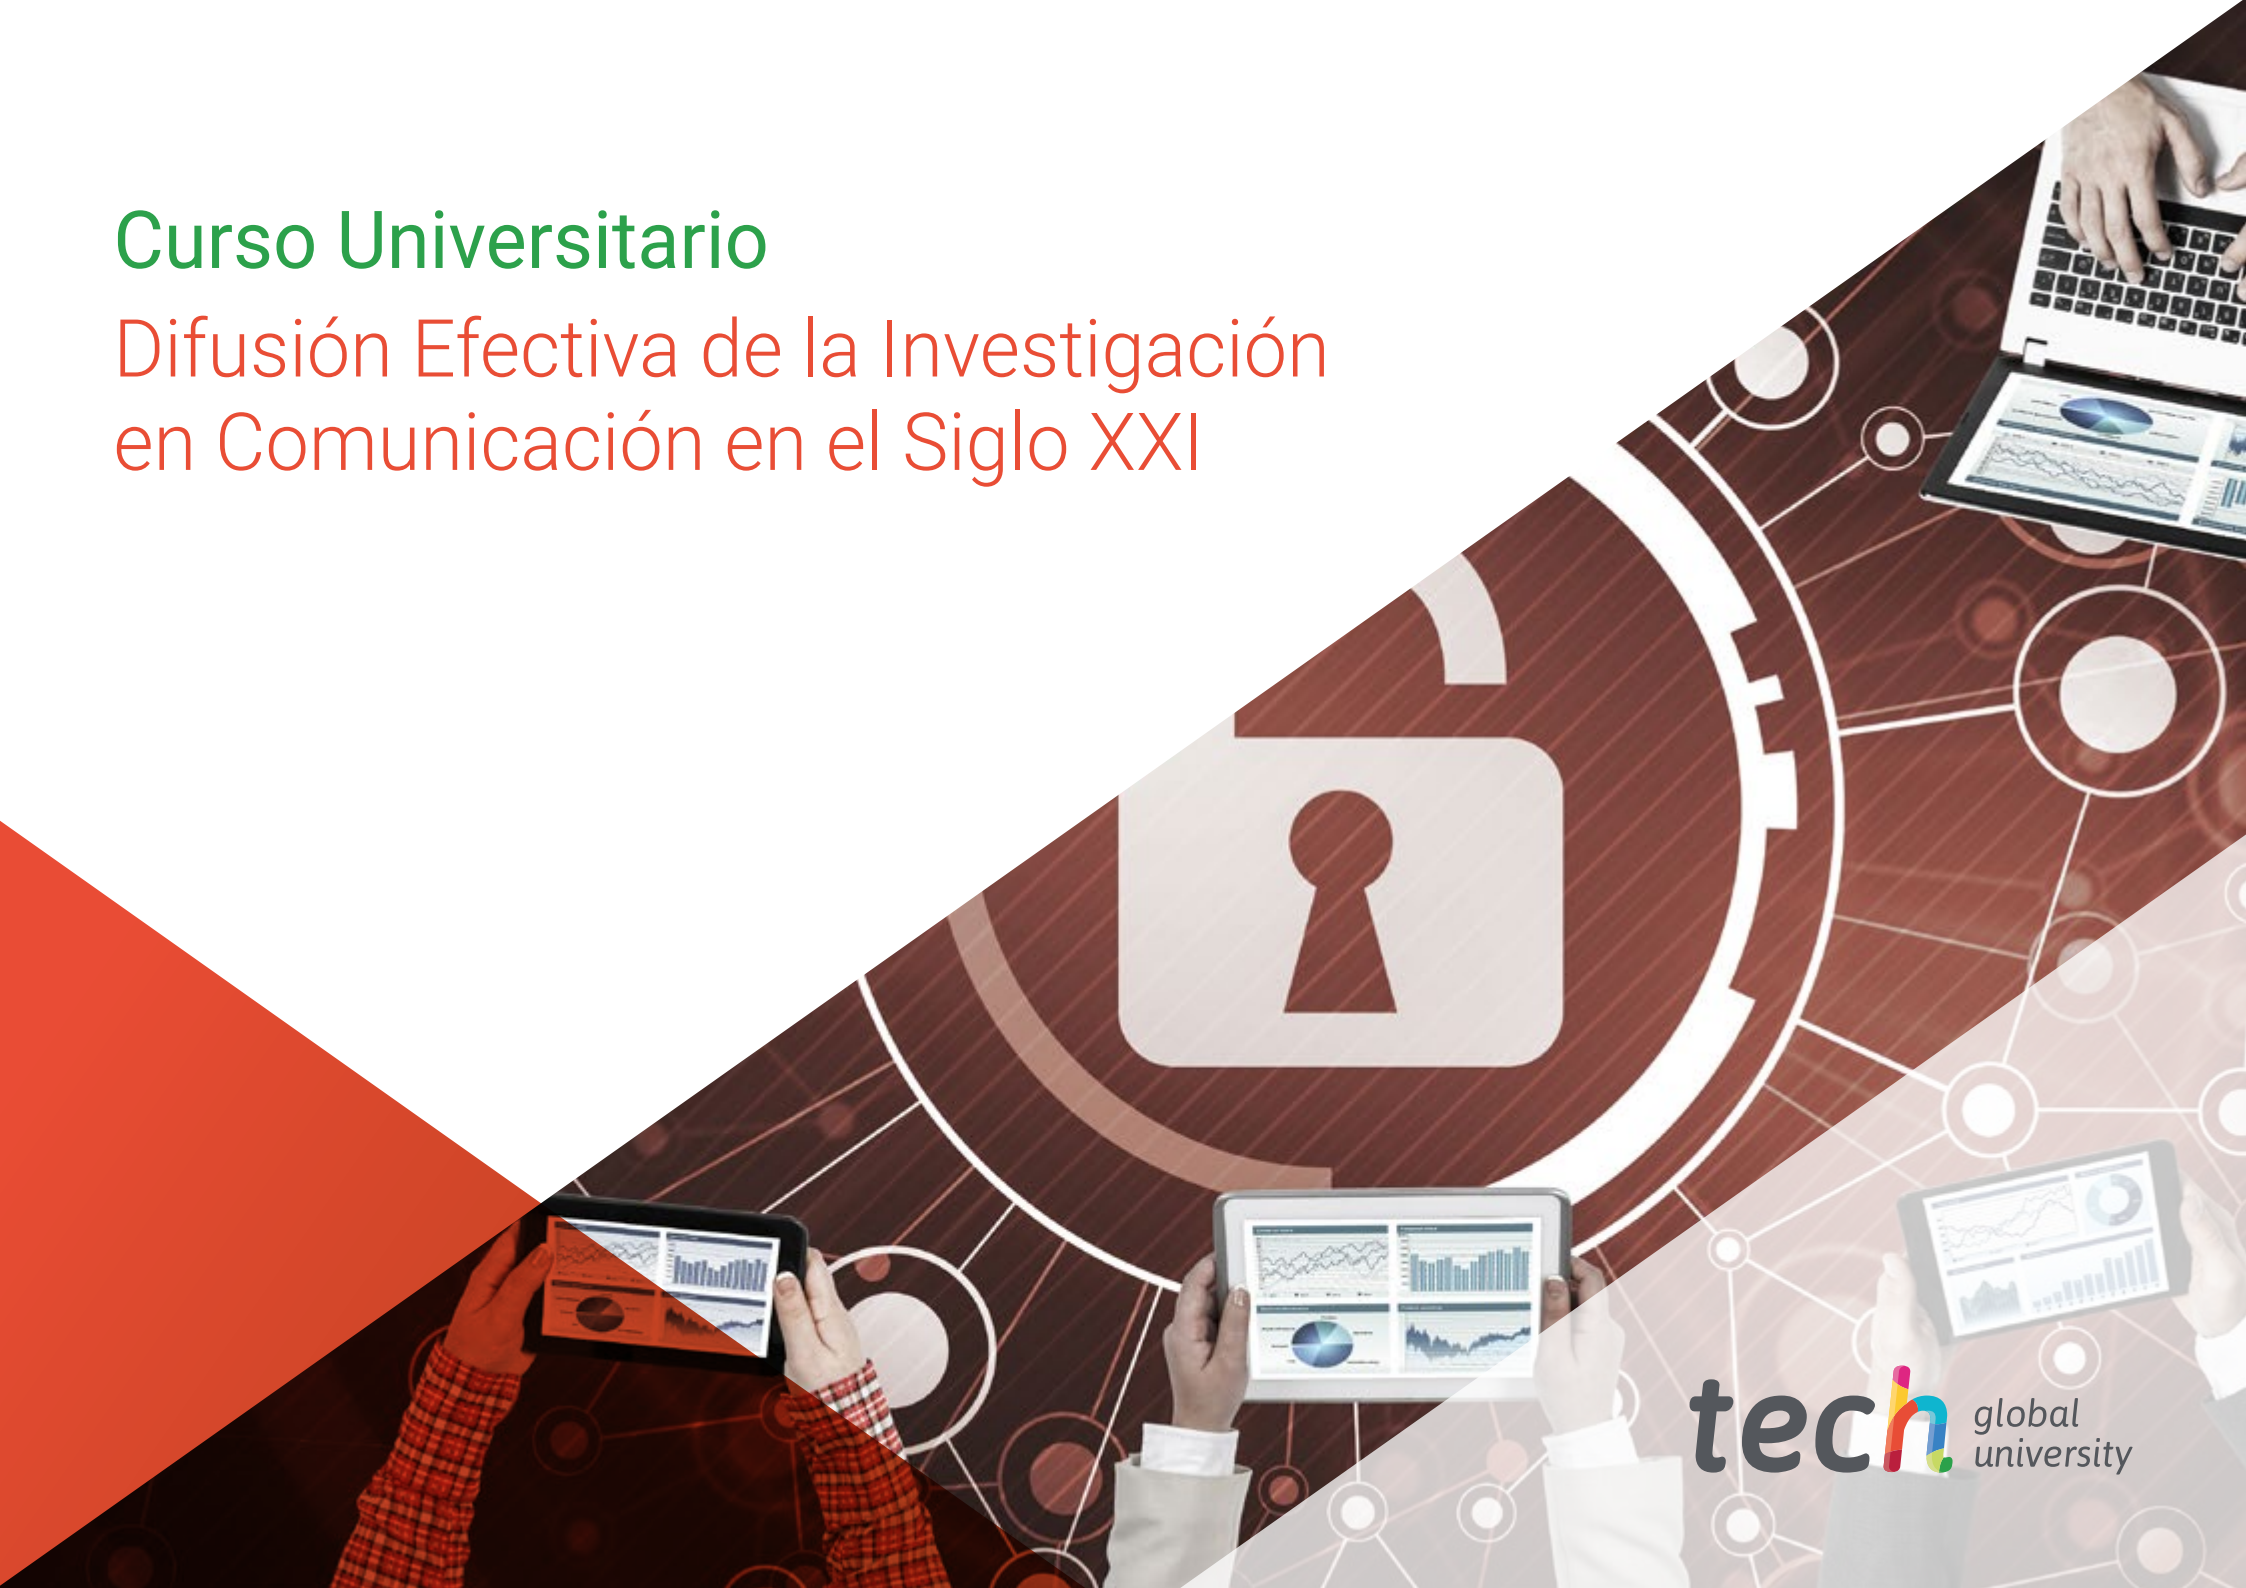 Curso Universitario
Difusión Efectiva de la Investigación
en Comunicación en el Siglo XXI
tech
global
university